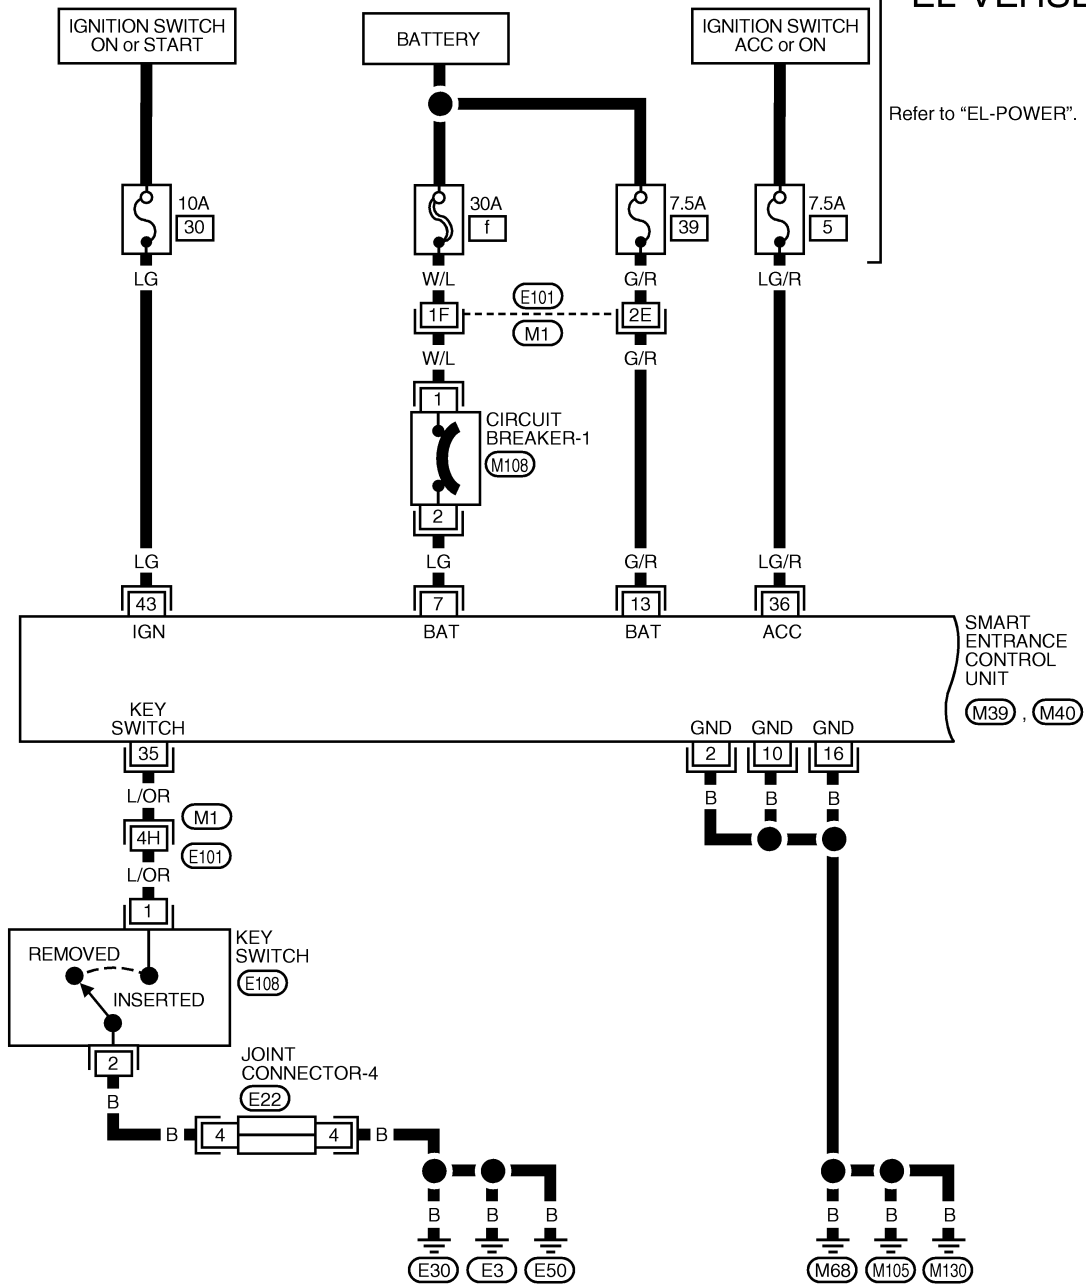 IGNITION SWITCH
ON or START
BATTERY
IGNITION SWITCH
ACC or ON
Refer to “EL-POWER”.
10A
30
30A
f
7.5A
39
7.5A
5
LG
W/L
G/R
LG/R
1F
E101
M1
2E
W/L
G/R
1
CIRCUIT
BREAKER-1
M108
2
LG
LG
G/R
LG/R
43
7
13
36
IGN
BAT
BAT
ACC
SMART
ENTRANCE
CONTROL
UNIT
M39 , M40
KEY
SWITCH
GND
GND
GND
35
2
10
16
L/OR
B
B
B
M1
4H
E101
L/OR
1
KEY
SWITCH
E108
REMOVED
INSERTED
2
JOINT
CONNECTOR-4
E22
B
B
4
4
B
B
B
B
B
B
B
E30
E3
E50
M68
M105
M130